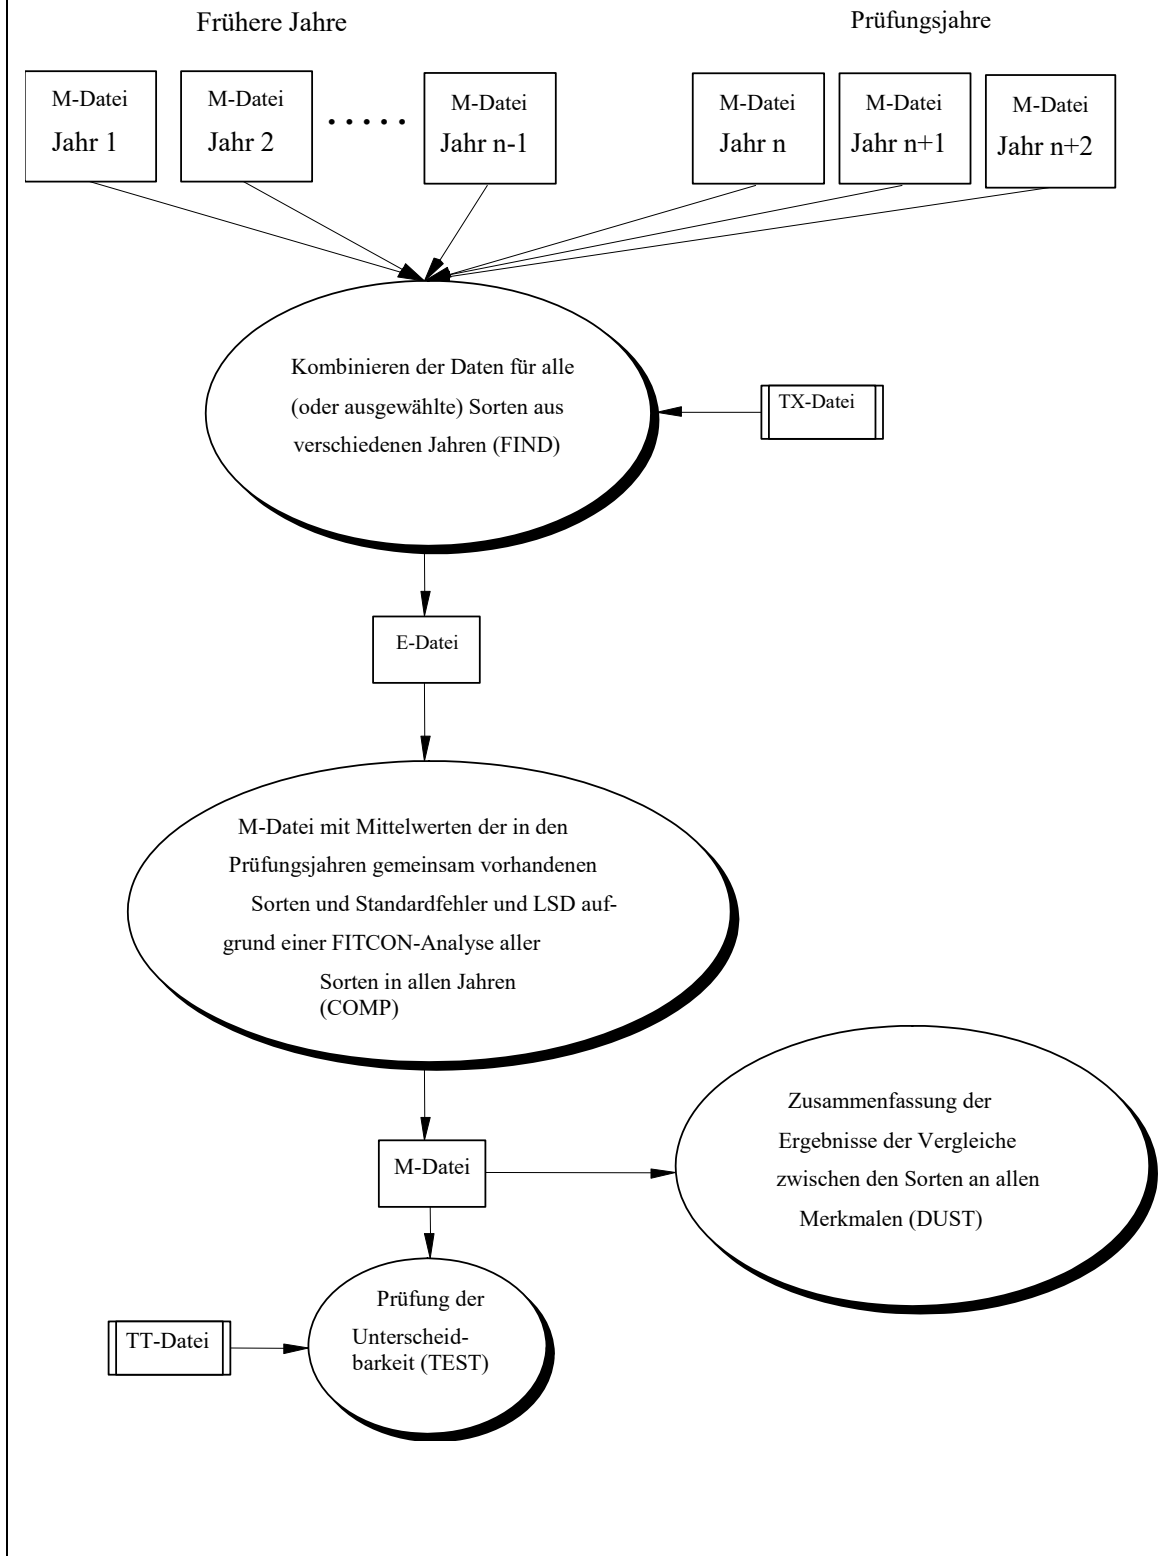 Frühere Jahre
Prüfungsjahre
M-Datei
Jahr 1
M-Datei
Jahr 2
.....
M-Datei
Jahr n-1
M-Datei
Jahr n
M-Datei
Jahr n+1
M-Datei
Jahr n+2
Kombinieren der Daten für alle
(oder ausgewählte) Sorten aus
verschiedenen Jahren (FIND)
TX-Datei
E-Datei
M-Datei mit Mittelwerten der in den
Prüfungsjahren gemeinsam vorhandenen
Sorten und Standardfehler und LSD auf-
grund einer FITCON-Analyse aller
Sorten in allen Jahren
(COMP)
M-Datei
Zusammenfassung der
Ergebnisse der Vergleiche
zwischen den Sorten an allen
Merkmalen (DUST)
Prüfung der
Unterscheid-
barkeit (TEST)
TT-Datei